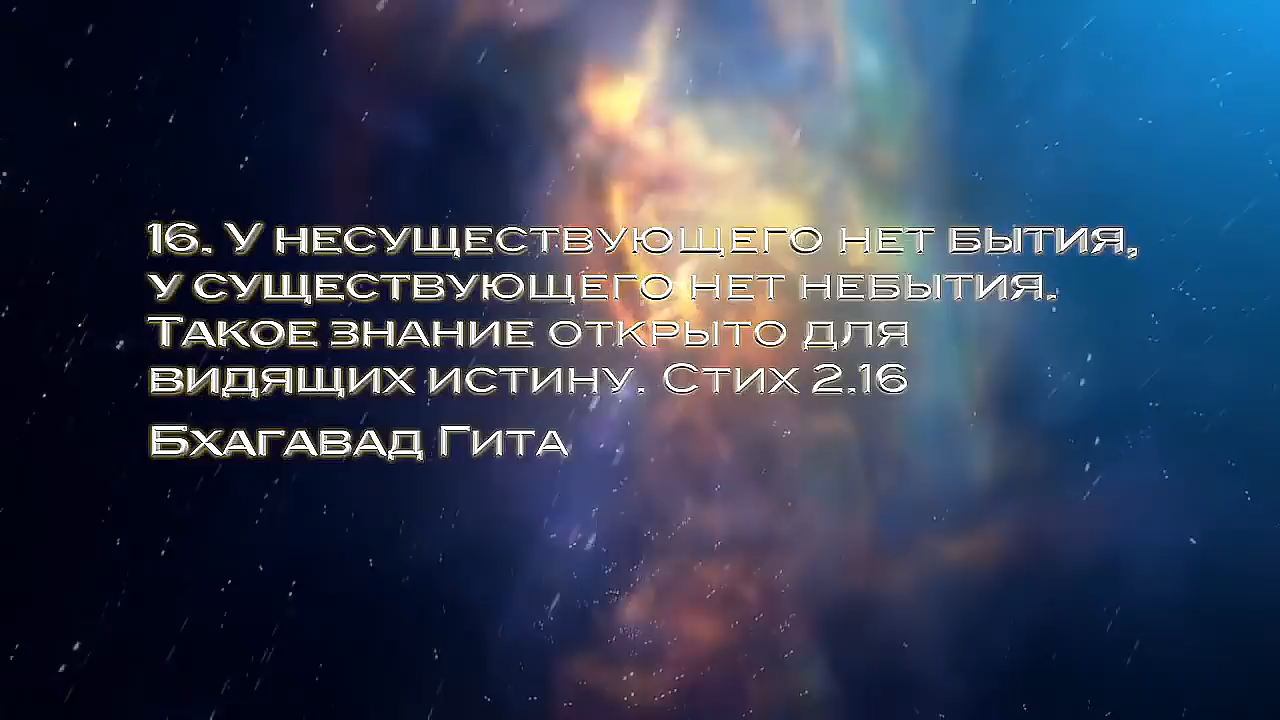 16. У несуществующего нет бытия,
у существующего нет небытия.
Такое знание открыто для
видящих истину. Стих 2.16
Бхагавад Гита